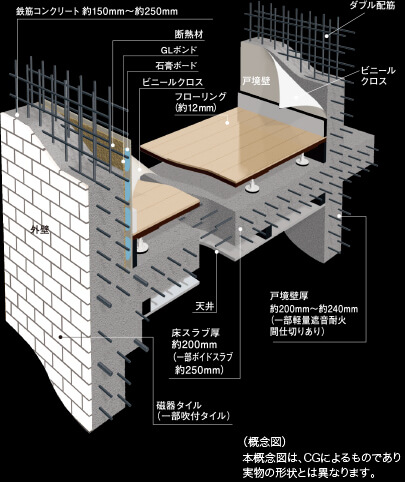 鉄筋コンクリート 約150mm〜約250mm
断熱材
GLボンド
石膏ボード
ビニールクロス
フローリング
(約12mm)
ダブル配筋
戸境壁
ビニール
クロス
外壁
天井
床スラブ厚
約200mm
(一部ボイドスラブ
約250mm)
戸境壁厚
約200mm〜約240mm
(一部軽量遮音耐火
間仕切りあり)
磁器タイル
(一部吹付タイル)
(概念図)
本概念図は、CGによるものであり
実物の形状とは異なります。